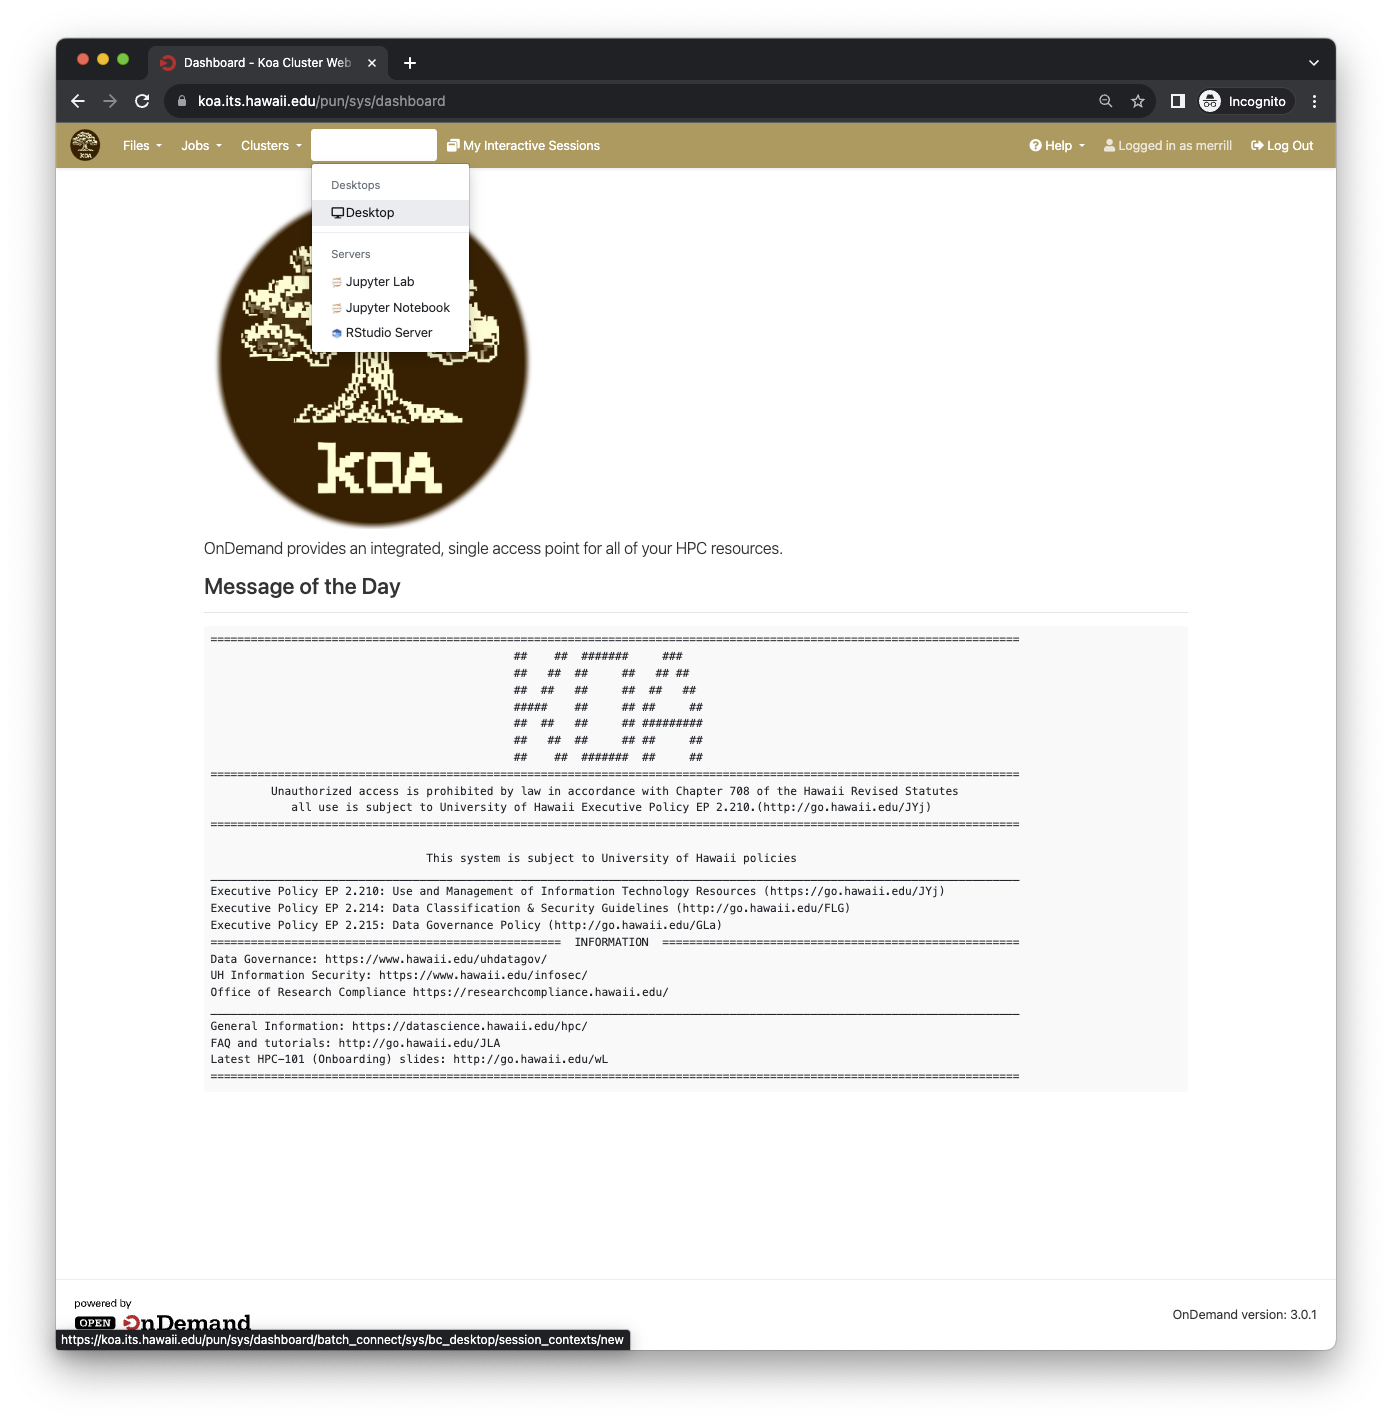 Dashboard - Koa Cluster Web
koa.its.hawaii.edu/pun/sys/dashboard
Incognito
KOA
Files
Jobs
Clusters
My Interactive Sessions
Help
Logged in as merrill
Log Out
Desktops
Desktop
Servers
Jupyter Lab
Jupyter Notebook
RStudio Server
KOA
OnDemand provides an integrated, single access point for all of your HPC resources.
Message of the Day
Unauthorized access is prohibited by law in accordance with Chapter 708 of the Hawaii Revised Statutes
all use is subject to University of Hawaii Executive Policy EP 2.210.(http://go.hawaii.edu/JYj)
This system is subject to University of Hawaii policies
Executive Policy EP 2.210: Use and Management of Information Technology Resources (https://go.hawaii.edu/JYj)
Executive Policy EP 2.214: Data Classification & Security Guidelines (http://go.hawaii.edu/FLG)
Executive Policy EP 2.215: Data Governance Policy (http://go.hawaii.edu/GLa)
INFORMATION
Data Governance: https://www.hawaii.edu/uhdatagov/
UH Information Security: https://www.hawaii.edu/infosec/
Office of Research Compliance https://researchcompliance.hawaii.edu/
General Information: https://datascience.hawaii.edu/hpc/
FAQ and tutorials: http://go.hawaii.edu/JLA
Latest HPC-101 (Onboarding) slides: http://go.hawaii.edu/wL
powered by
OPEN OnDemand
OnDemand version: 3.0.1
https://koa.its.hawaii.edu/pun/sys/dashboard/batch_connect/sys/bc_desktop/session_contexts/new